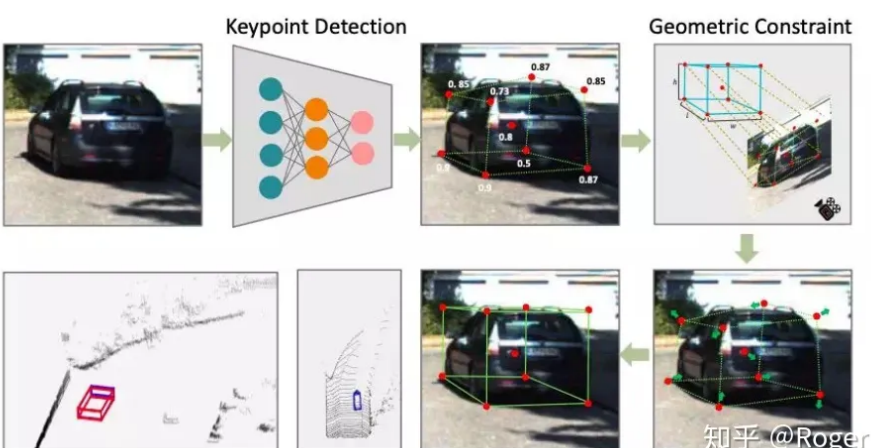 Keypoint Detection
Geometric Constraint
0.87
0.85
0.85
0.73
0.8
0.5
0.9
0.9
0.87
h
l
w
知乎 @Roger